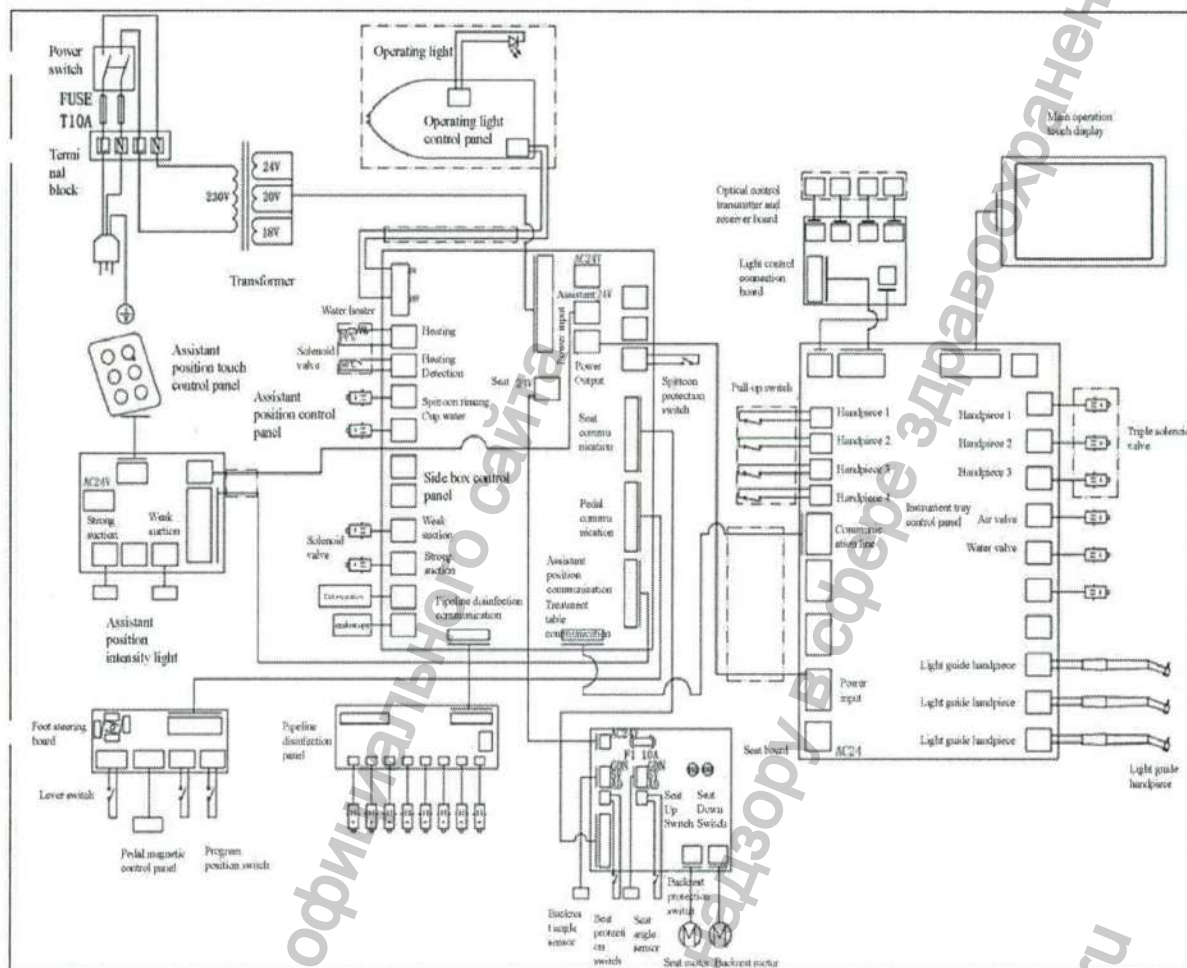 Power
switch
FUSE
T10A
Termi
nal
block
230V
24V
20V
18V
Transformer
Operating light
Operating light
control panel
Main operation
touch display
Optical control
transmitter and
receiver board
Light control
connection
board
Assistant
position touch
control panel
Water heater
Solenoid
valve
Assistant
position control
panel
Heating
Heating
Detection
Spittoon rinsing
Cup water
Side box control
panel
Solenoid
valve
Weak
suction
Strong
suction
Pipeline disinfection
communication
AC24V
Assistant 24V
Power input
Power
Output
Seat
Spittoon
protection
switch
Seat
commu
nication
Pedal
commu
nication
Assistant
position
communication
Treatment
table
communication
AC24V
Strong
suction
Weak
suction
Assistant
position
intensity light
Pull-up switch
Handpiece 1
Handpiece 2
Handpiece 3
Handpiece 4
Communic
ation line
Instrument tray
control panel
Handpiece 1
Handpiece 2
Handpiece 3
Air valve
Water valve
Triple solenoid
valve
Power
input
Seat board
AC24
Light guide handpiece
Light guide handpiece
Light guide handpiece
Light guide
handpiece
Foot steering
board
Lever switch
Pedal magnetic
control panel
Program
position switch
Pipeline
disinfection
panel
AC24V
F1 10A
Seat
Up
Switch
Seat
Down
Switch
Backrest
protection
switch
Backres
t angle
sensor
Seat
protecti
on
switch
Seat
angle
sensor
M
M
Seat motor
Backrest motor
официального сайта
надзору в сфере здравоохранен
ru